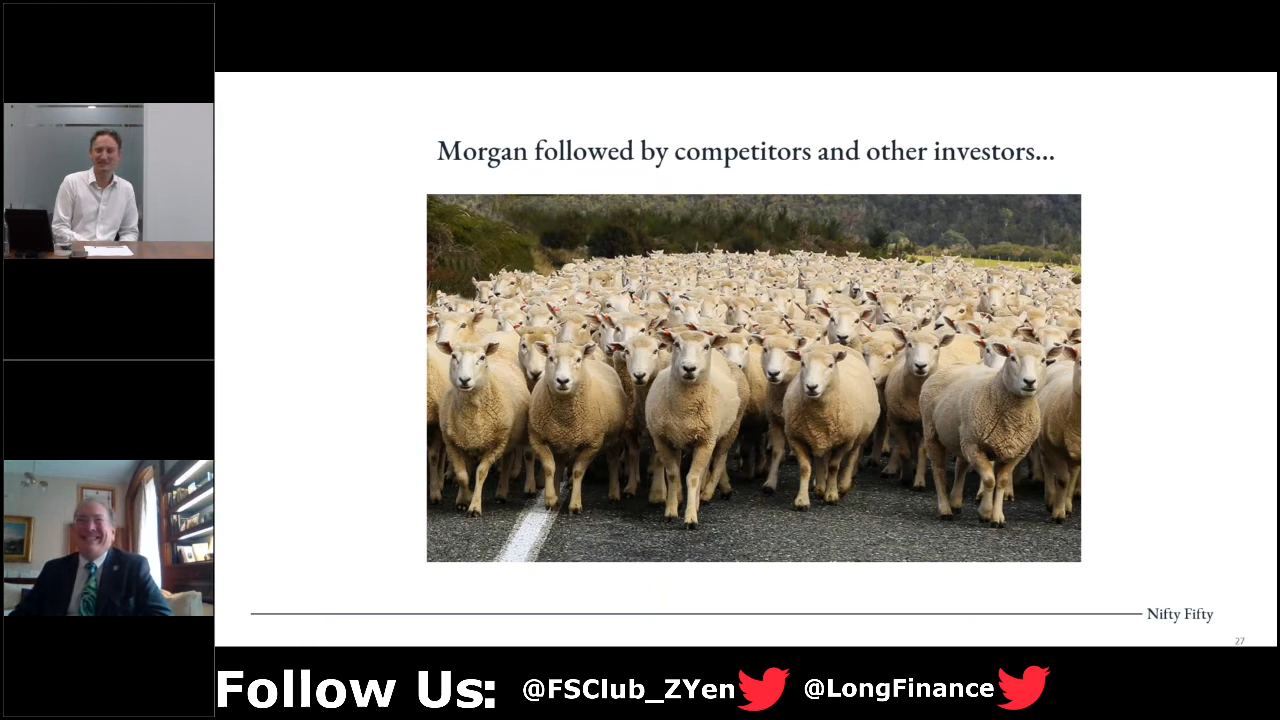 Morgan followed by competitors and other investors...
Nifty Fifty
27
Follow Us: @FSClub_ZYen @LongFinance